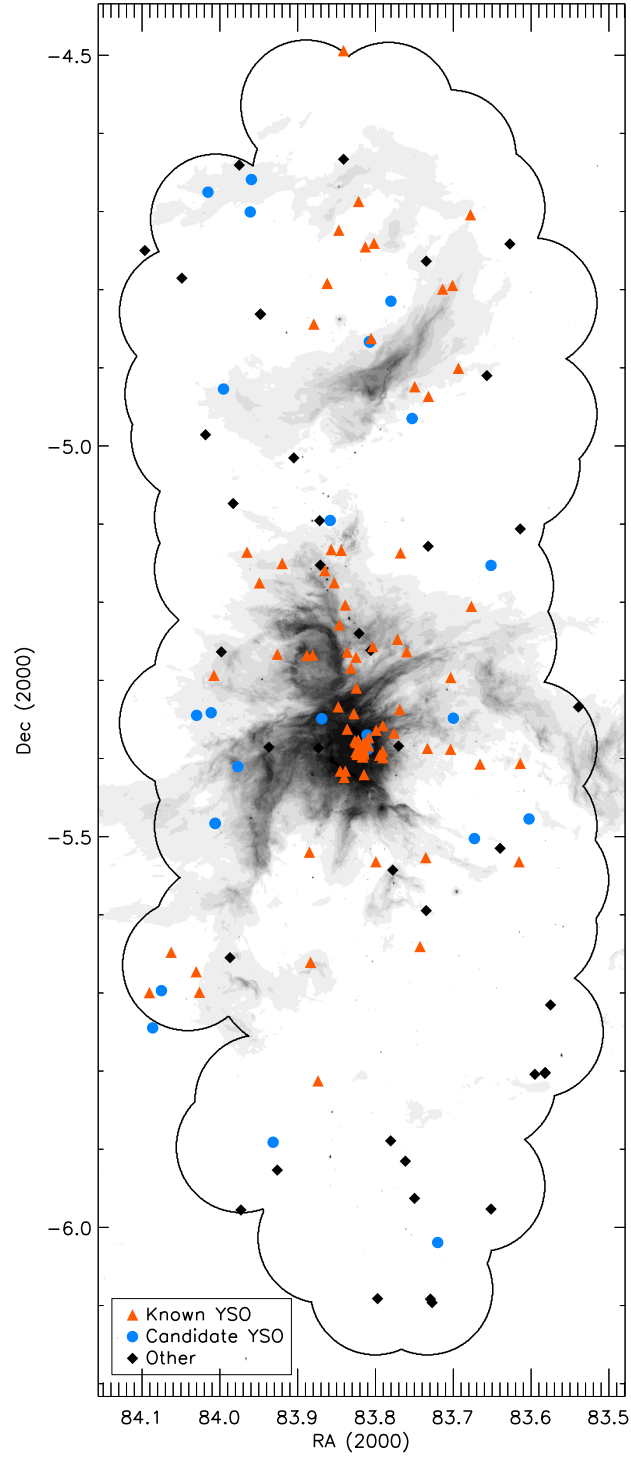 −4.5
−5.0
−5.5
−6.0
Dec (2000)
Known YSO
Candidate YSO
Other
84.1 84.0 83.9 83.8 83.7 83.6 83.5
RA (2000)